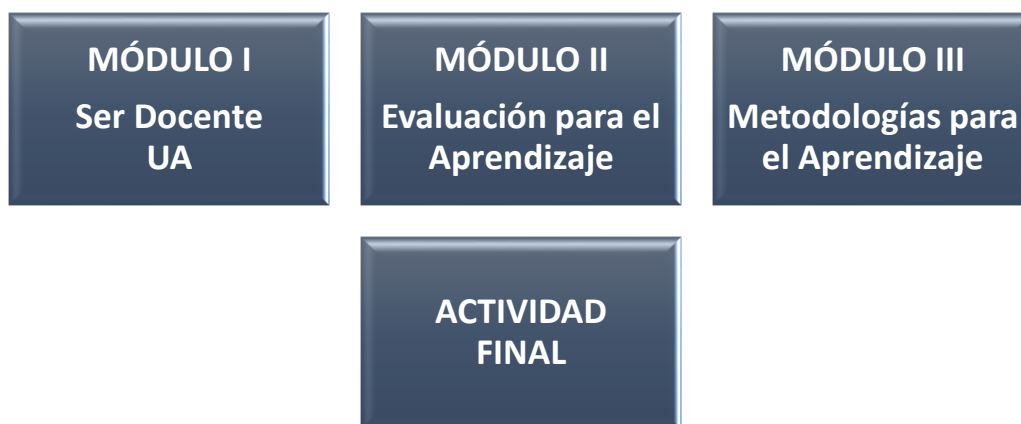 MÓDULO I
Ser Docente
UA
MÓDULO II
Evaluación para el
Aprendizaje
MÓDULO III
Metodologías para
el Aprendizaje
ACTIVIDAD
FINAL